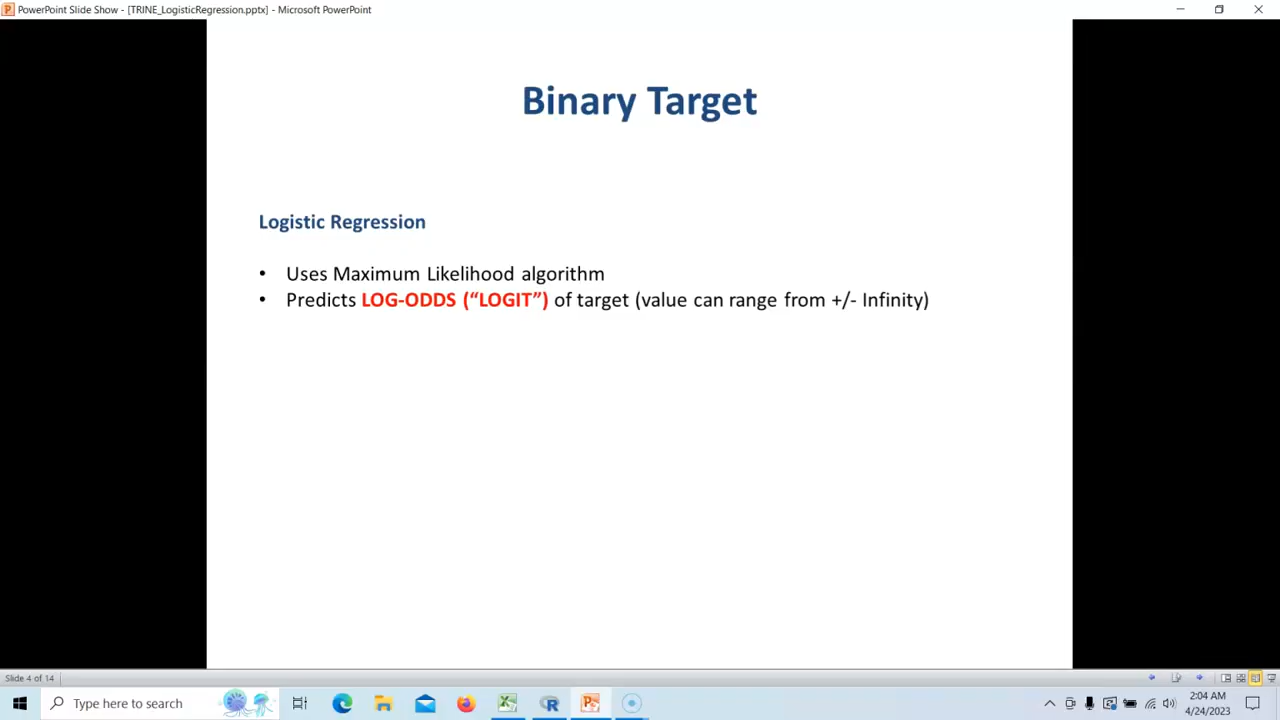 PowerPoint Slide Show - [TRINE_LogisticRegression.pptx] - Microsoft PowerPoint
Binary Target
Logistic Regression
• Uses Maximum Likelihood algorithm
• Predicts LOG-ODDS (“LOGIT”) of target (value can range from +/- Infinity)
Slide 4 of 14
Type here to search
2:04 AM
4/24/2023